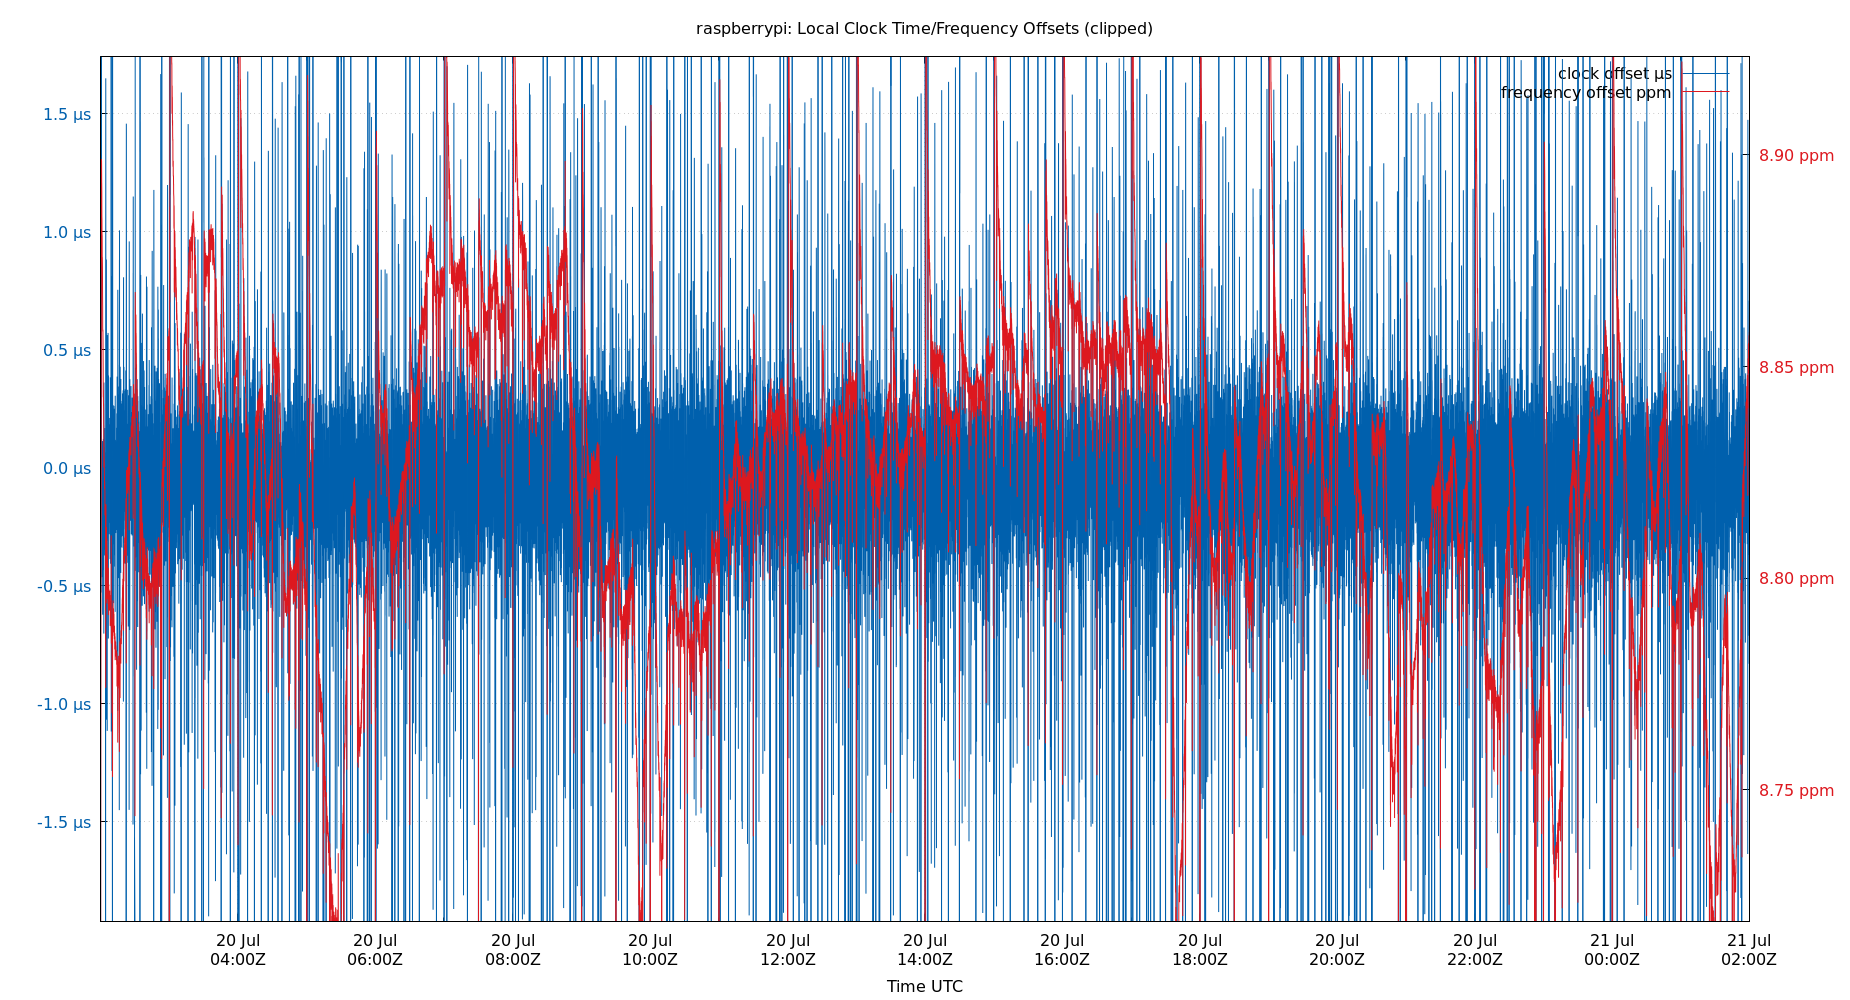 raspberrypi: Local Clock Time/Frequency Offsets (clipped)
clock offset µs
frequency offset ppm
1.5 µs
1.0 µs
0.5 µs
0.0 µs
-0.5 µs
-1.0 µs
-1.5 µs
8.90 ppm
8.85 ppm
8.80 ppm
8.75 ppm
20 Jul 20 Jul 20 Jul 20 Jul 20 Jul 20 Jul 20 Jul 20 Jul 20 Jul 20 Jul 21 Jul 21 Jul
04:00Z 06:00Z 08:00Z 10:00Z 12:00Z 14:00Z 16:00Z 18:00Z 20:00Z 22:00Z 00:00Z 02:00Z
Time UTC